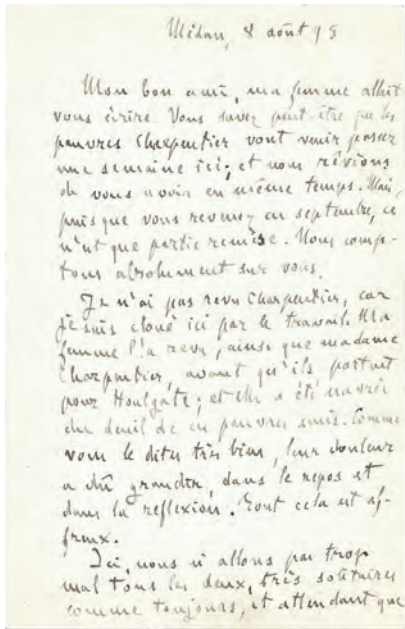 Médan, 8 août 95
Mon bon ami, ma femme allait
vous écrire. Vous savez peut-être que les
pauvres Charpentier vont venir passer
une semaine ici; et nous rêvions
de vous avoir en même temps. Mais,
puisque vous revenez en septembre, ce
n'est que partie remise. Nous comp-
tons absolument sur vous.
Je n'ai pas revu Charpentier, car
je suis cloué ici par le travail. Ma
femme l'a revu, ainsi que madame
Charpentier, avant qu'ils partent
pour Houlgate; et elle a été navrée
du deuil de ces pauvres amis. Comme
vous le dites très bien, leur douleur
a dû grandir, dans le repos et
dans la réflexion. Tout cela est af-
freux.
Ici, nous n'allons pas trop
mal tous les deux, très solitaires
comme toujours, et attendant que